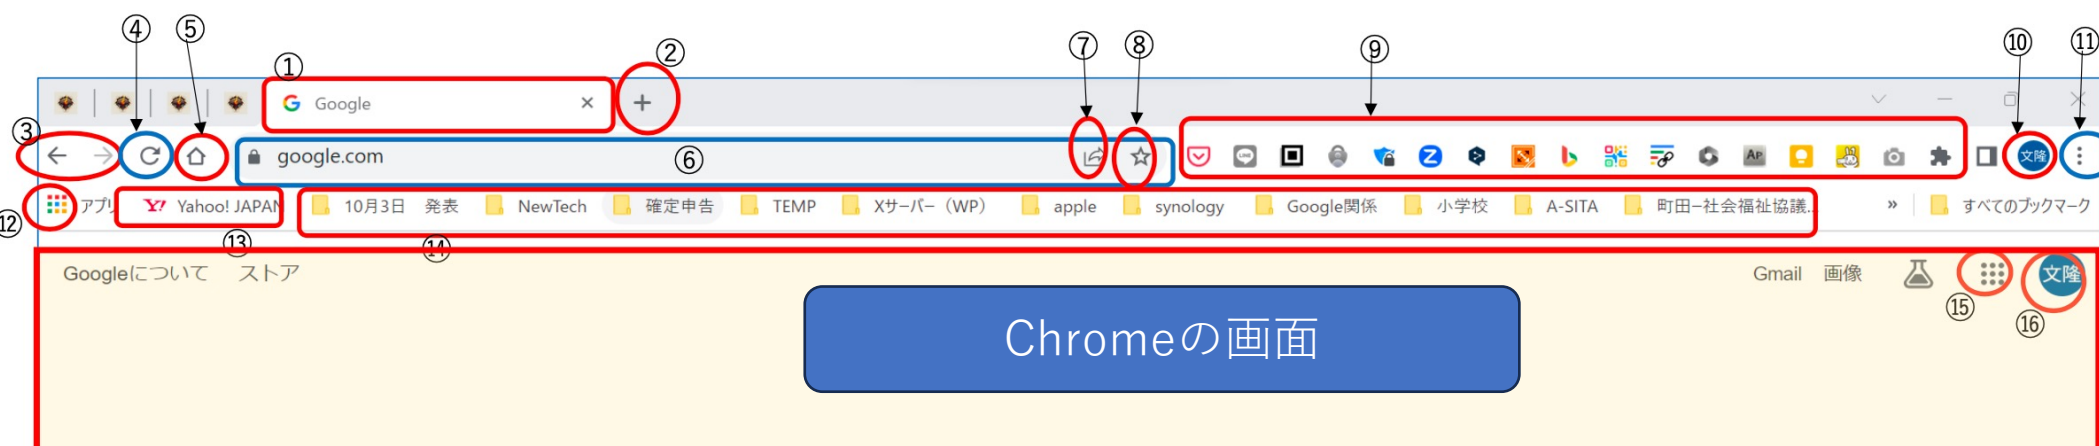 ④ ⑤ ② ⑦ ⑧ ⑨ ⑩ ⑪
①
Google
③
google.com
⑥
文隆
⑫
アプリ Yahoo! JAPAN 10月3日 発表 NewTech 確定申告 TEMP Xサーバー（WP） apple synology Google関係 小学校 A-SITA 町田−社会福祉協議... » すべてのブックマーク
⑬ ⑭
Googleについて ストア Gmail 画像 文隆
⑮ ⑯
Chromeの画面